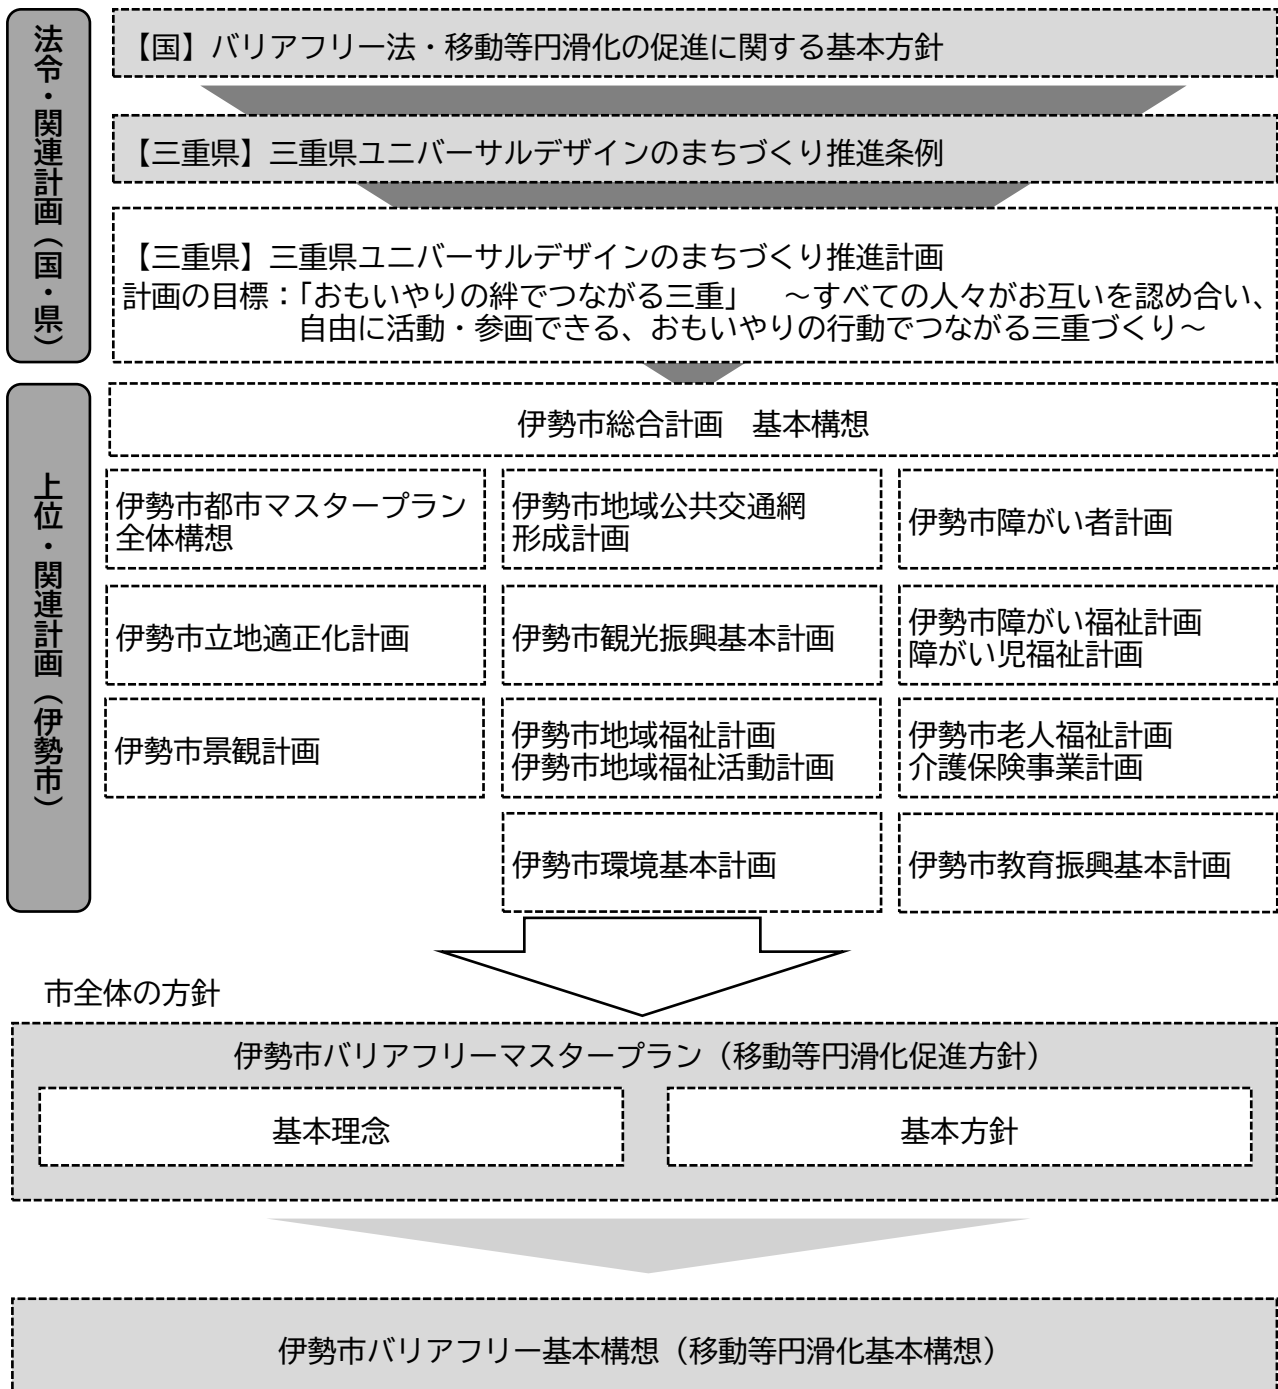 法令・関連計画（国・県）
【国】バリアフリー法・移動等円滑化の促進に関する基本方針
【三重県】三重県ユニバーサルデザインのまちづくり推進条例
【三重県】三重県ユニバーサルデザインのまちづくり推進計画
計画の目標：「おもいやりの絆でつながる三重」　～すべての人々がお互いを認め合い、
自由に活動・参画できる、おもいやりの行動でつながる三重づくり～
上位・関連計画（伊勢市）
伊勢市総合計画　基本構想
伊勢市都市マスタープラン
全体構想
伊勢市地域公共交通網
形成計画
伊勢市障がい者計画
伊勢市立地適正化計画
伊勢市観光振興基本計画
伊勢市障がい福祉計画
障がい児福祉計画
伊勢市景観計画
伊勢市地域福祉計画
伊勢市地域福祉活動計画
伊勢市老人福祉計画
介護保険事業計画
伊勢市環境基本計画
伊勢市教育振興基本計画
市全体の方針
伊勢市バリアフリーマスタープラン（移動等円滑化促進方針）
基本理念
基本方針
伊勢市バリアフリー基本構想（移動等円滑化基本構想）